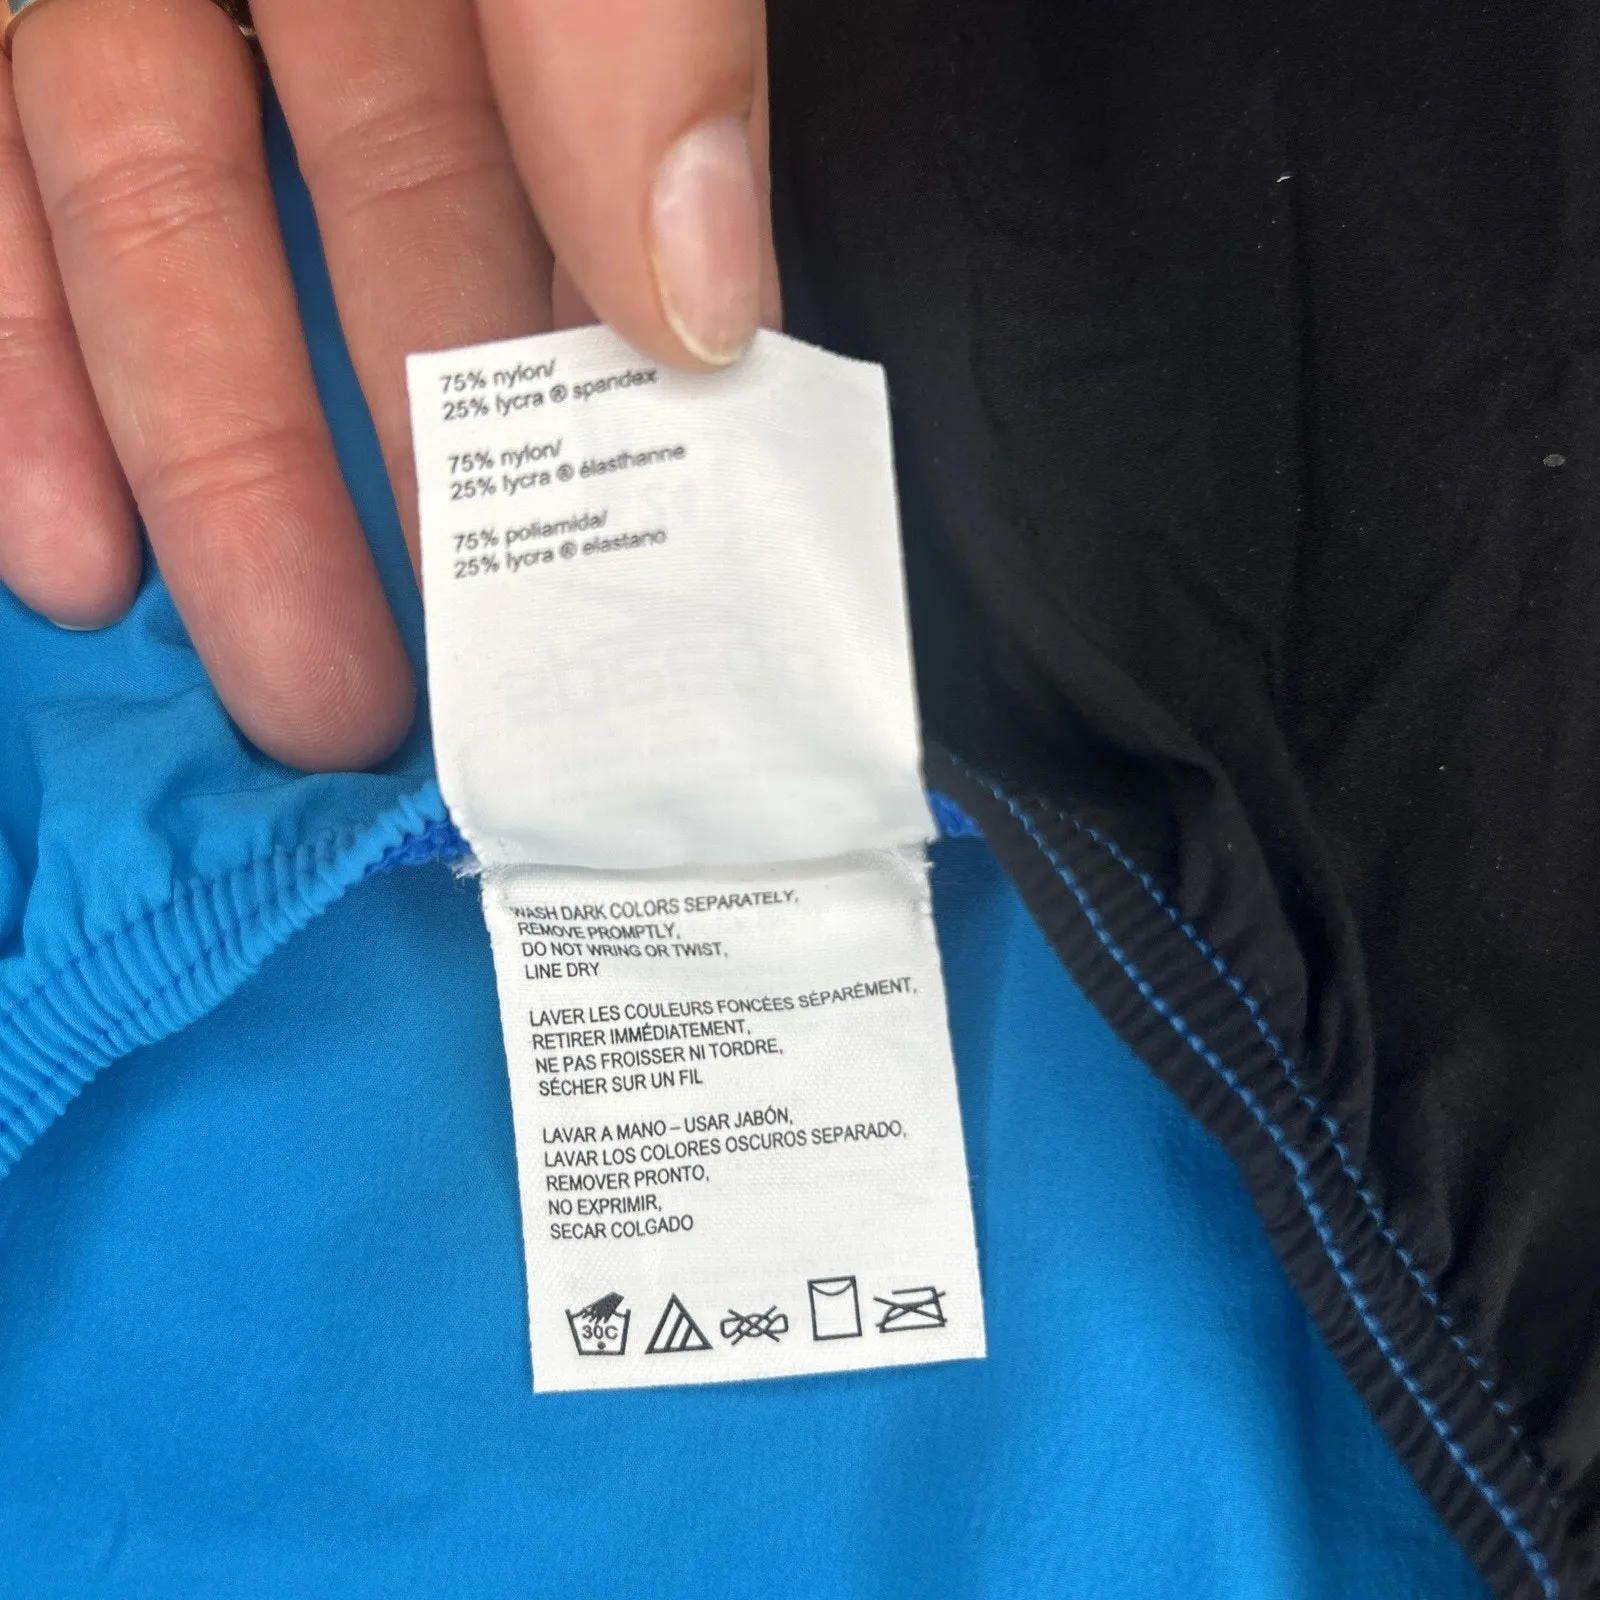 75% nylon/
25% lycra ® spandex
75% nylon/
25% lycra ® élasthanne
75% poliamida/
25% lycra ® elastano
WASH DARK COLORS SEPARATELY,
REMOVE PROMPTLY,
DO NOT WRING OR TWIST,
LINE DRY
LAVER LES COULEURS FONCÉES SÉPARÉMENT,
RETIRER IMMÉDIATEMENT,
NE PAS FROISSER NI TORDRE,
SÉCHER SUR UN FIL
LAVAR A MANO – USAR JABÓN,
LAVAR LOS COLORES OSCUROS SEPARADO,
REMOVER PRONTO,
NO EXPRIMIR,
SECAR COLGADO
30C